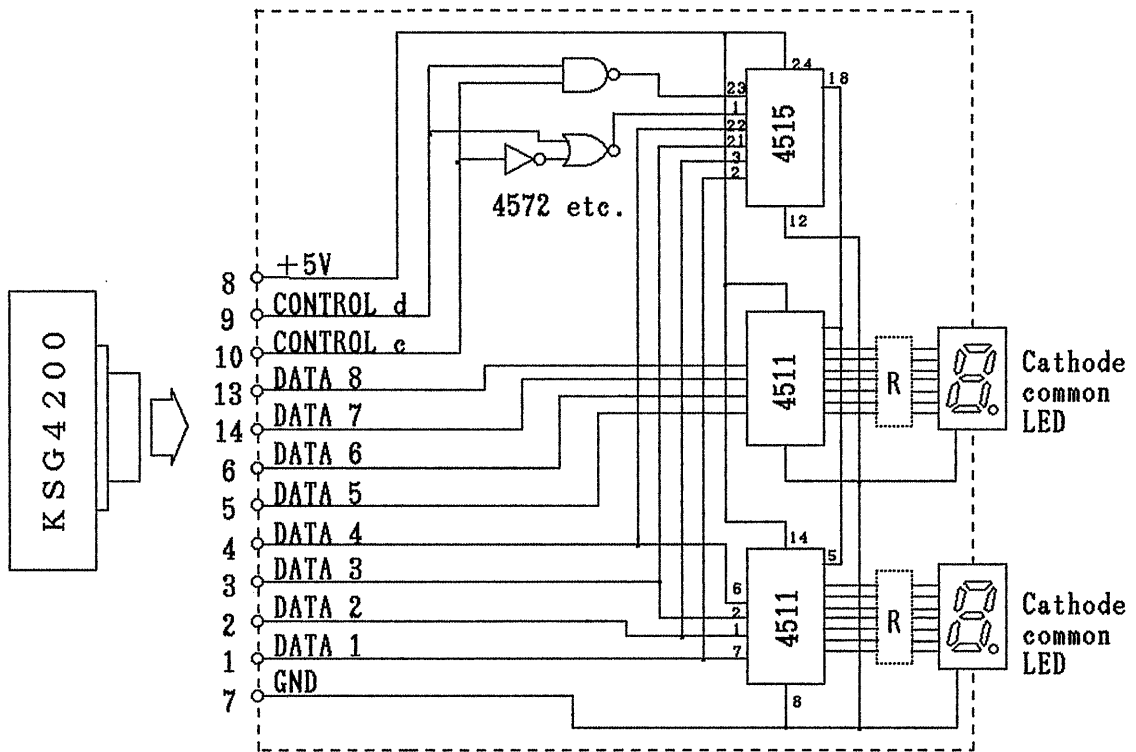 24
18
23
1
22
21
3
2
4515
12
4572 etc.
8 +5V
9 CONTROL d
10 CONTROL c
13 DATA 8
14 DATA 7
6 DATA 6
5 DATA 5
4 DATA 4
3 DATA 3
2 DATA 2
1 DATA 1
7 GND
KSG4200
4511
R
Cathode
common
LED
14
5
6
2
1
7
4511
8
R
Cathode
common
LED